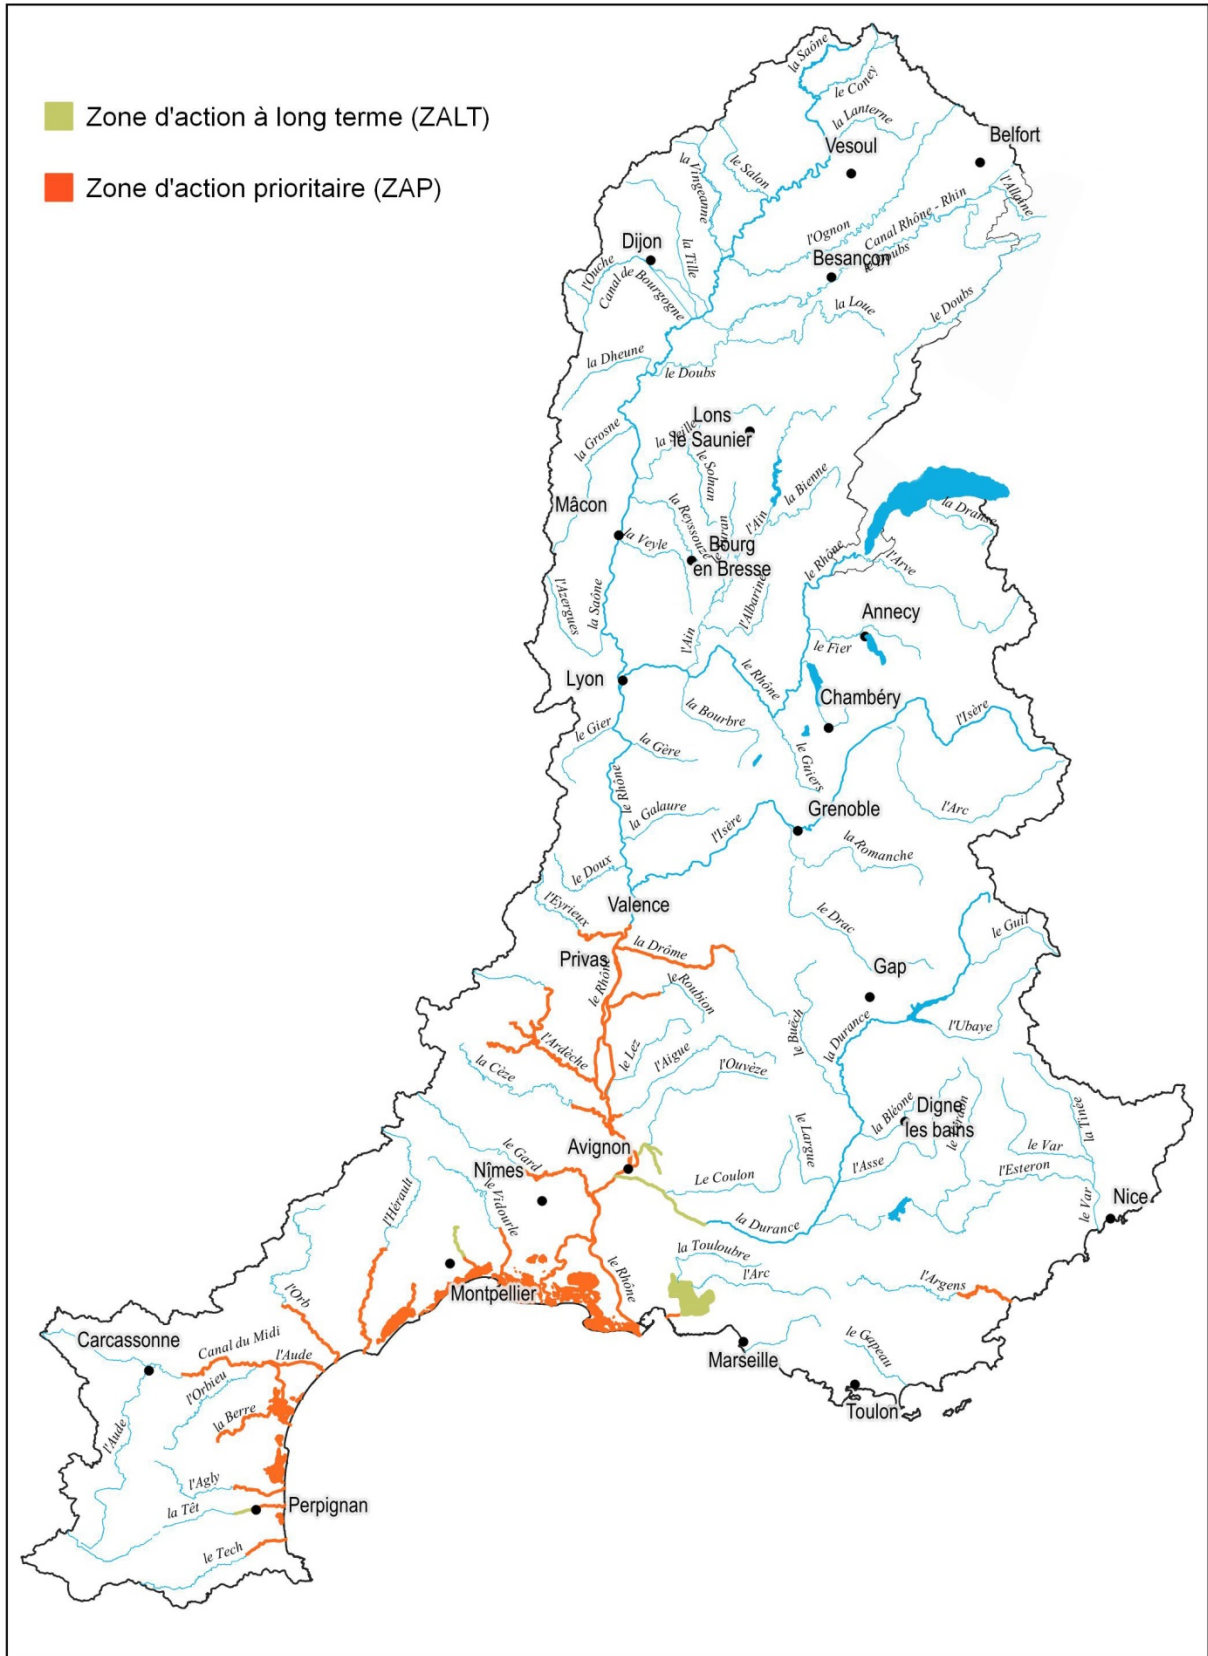 Zone d'action à long terme (ZALT)
Zone d'action prioritaire (ZAP)
la Saône
le Coney
la Lanterne
Vesoul
Belfort
l'Allaine
la Vingeanne
le Salon
l'Ognon
Canal Rhône - Rhin
Dijon
la Tille
l'Ouche
Canal de Bourgogne
Besançon
le Doubs
la Loue
le Doubs
la Dheune
le Doubs
Lons
le Saunier
la Grosne
la Seille
le Solnan
la Bienne
Mâcon
la Reyssouze
l'Ain
la Veyle
Bourg
en Bresse
la Dranse
le Rhône
l'Arve
l'Azergues
la Saône
l'Albarine
l'Ain
Annecy
le Fier
Lyon
le Rhône
Chambéry
l'Isère
la Bourbre
le Gier
la Gère
le Guiers
le Rhône
Grenoble
l'Arc
la Galaure
l'Isère
la Romanche
le Doux
Valence
l'Eyrieux
le Drac
le Guil
la Drôme
Privas
Gap
le Rhône
le Roubion
le Buëch
la Durance
l'Ubaye
l'Ardèche
le Lez
l'Aigue
l'Ouvèze
la Cèze
la Bléone
Digne
les bains
la Tinée
le Largue
Avignon
le Gard
Nîmes
le Vidourle
Le Coulon
l'Asse
le Var
l'Esteron
l'Hérault
la Durance
le Var
Nice
la Touloubre
l'Arc
le Rhône
l'Argens
l'Orb
Montpellier
Carcassonne
Canal du Midi
l'Aude
Marseille
le Gapeau
l'Orbieu
Toulon
la Berre
l'Aude
l'Agly
la Têt
Perpignan
le Tech